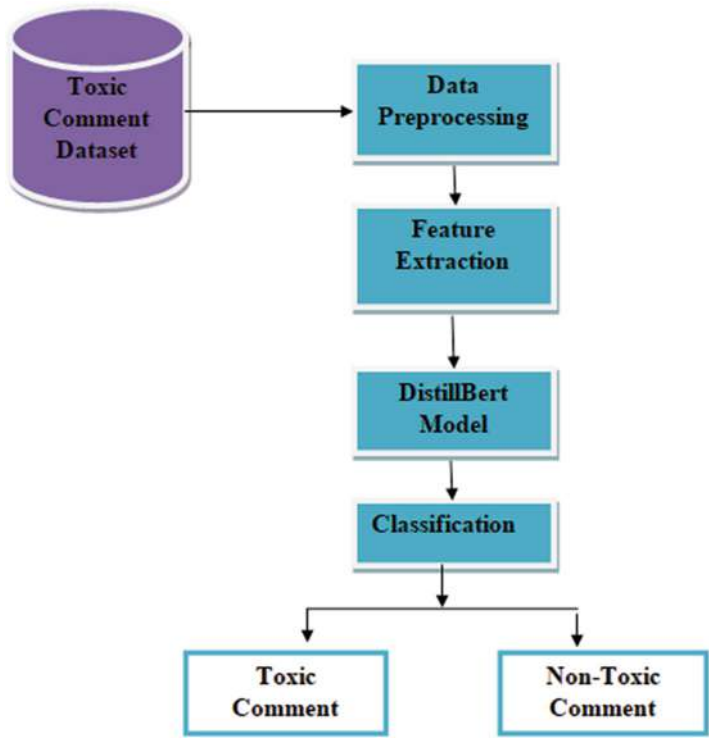 Toxic
Comment
Dataset
Data
Preprocessing
Feature
Extraction
DistillBert
Model
Classification
Toxic
Comment
Non-Toxic
Comment